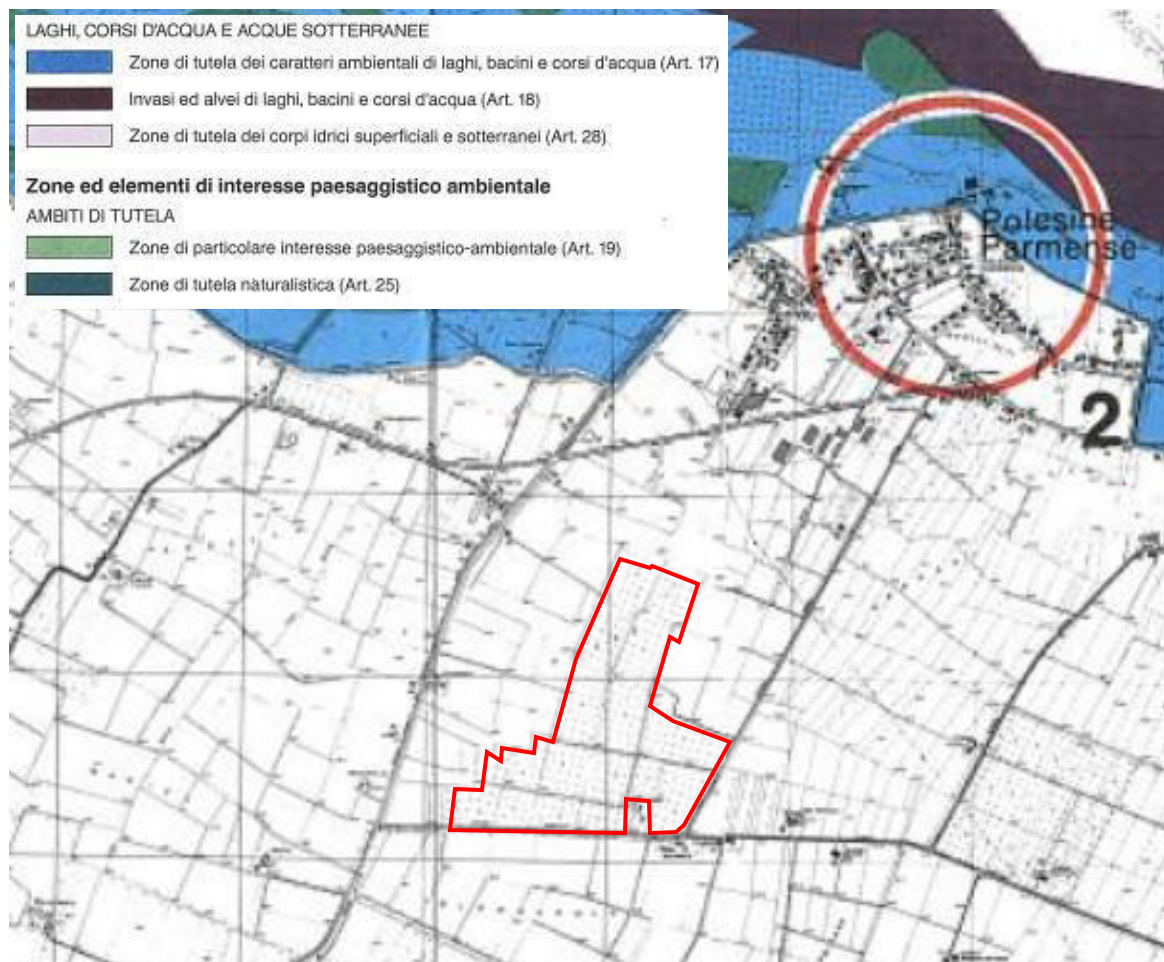 LAGHI, CORSI D'ACQUA E ACQUE SOTTERRANEE
Zone di tutela dei caratteri ambientali di laghi, bacini e corsi d'acqua (Art. 17)
Invasi ed alvei di laghi, bacini e corsi d'acqua (Art. 18)
Zone di tutela dei corpi idrici superficiali e sotterranei (Art. 28)
Zone ed elementi di interesse paesaggistico ambientale
AMBITI DI TUTELA
Zone di particolare interesse paesaggistico-ambientale (Art. 19)
Zone di tutela naturalistica (Art. 25)
Polesine
Parmense
2